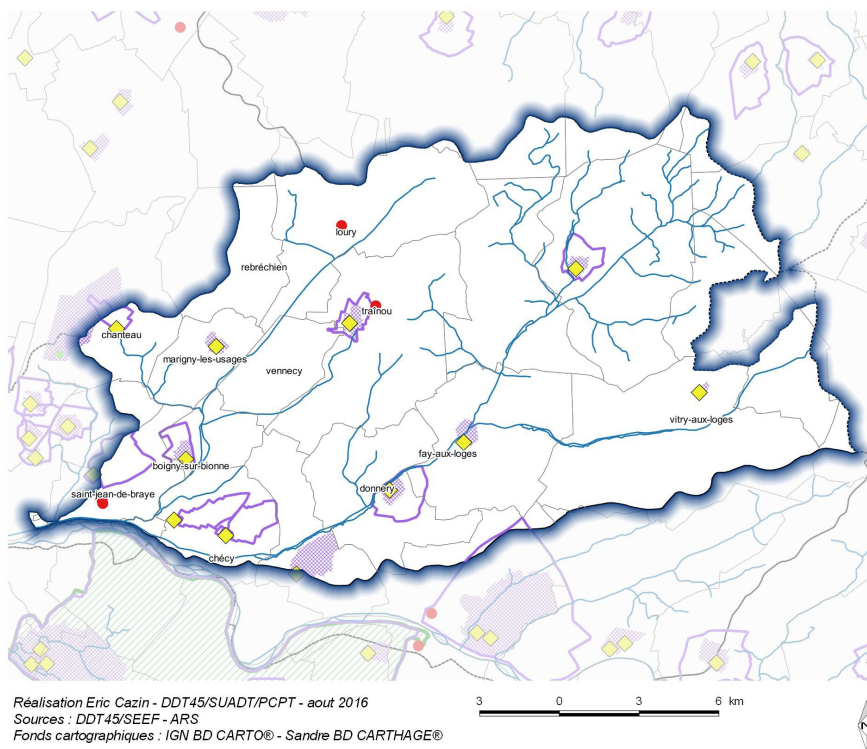 loury
rebréchien
traînou
chanteau
marigny-les-usages
vennecy
vitry-aux-loges
fay-aux-loges
boigny-sur-bionne
donnery
saint-jean-de-braye
chécy
Réalisation Eric Cazin - DDT45/SUADT/PCPT - aout 2016
3 0 3 6 km
Sources : DDT45/SEEF - ARS
Fonds cartographiques : IGN BD CARTO® - Sandre BD CARTHAGE®